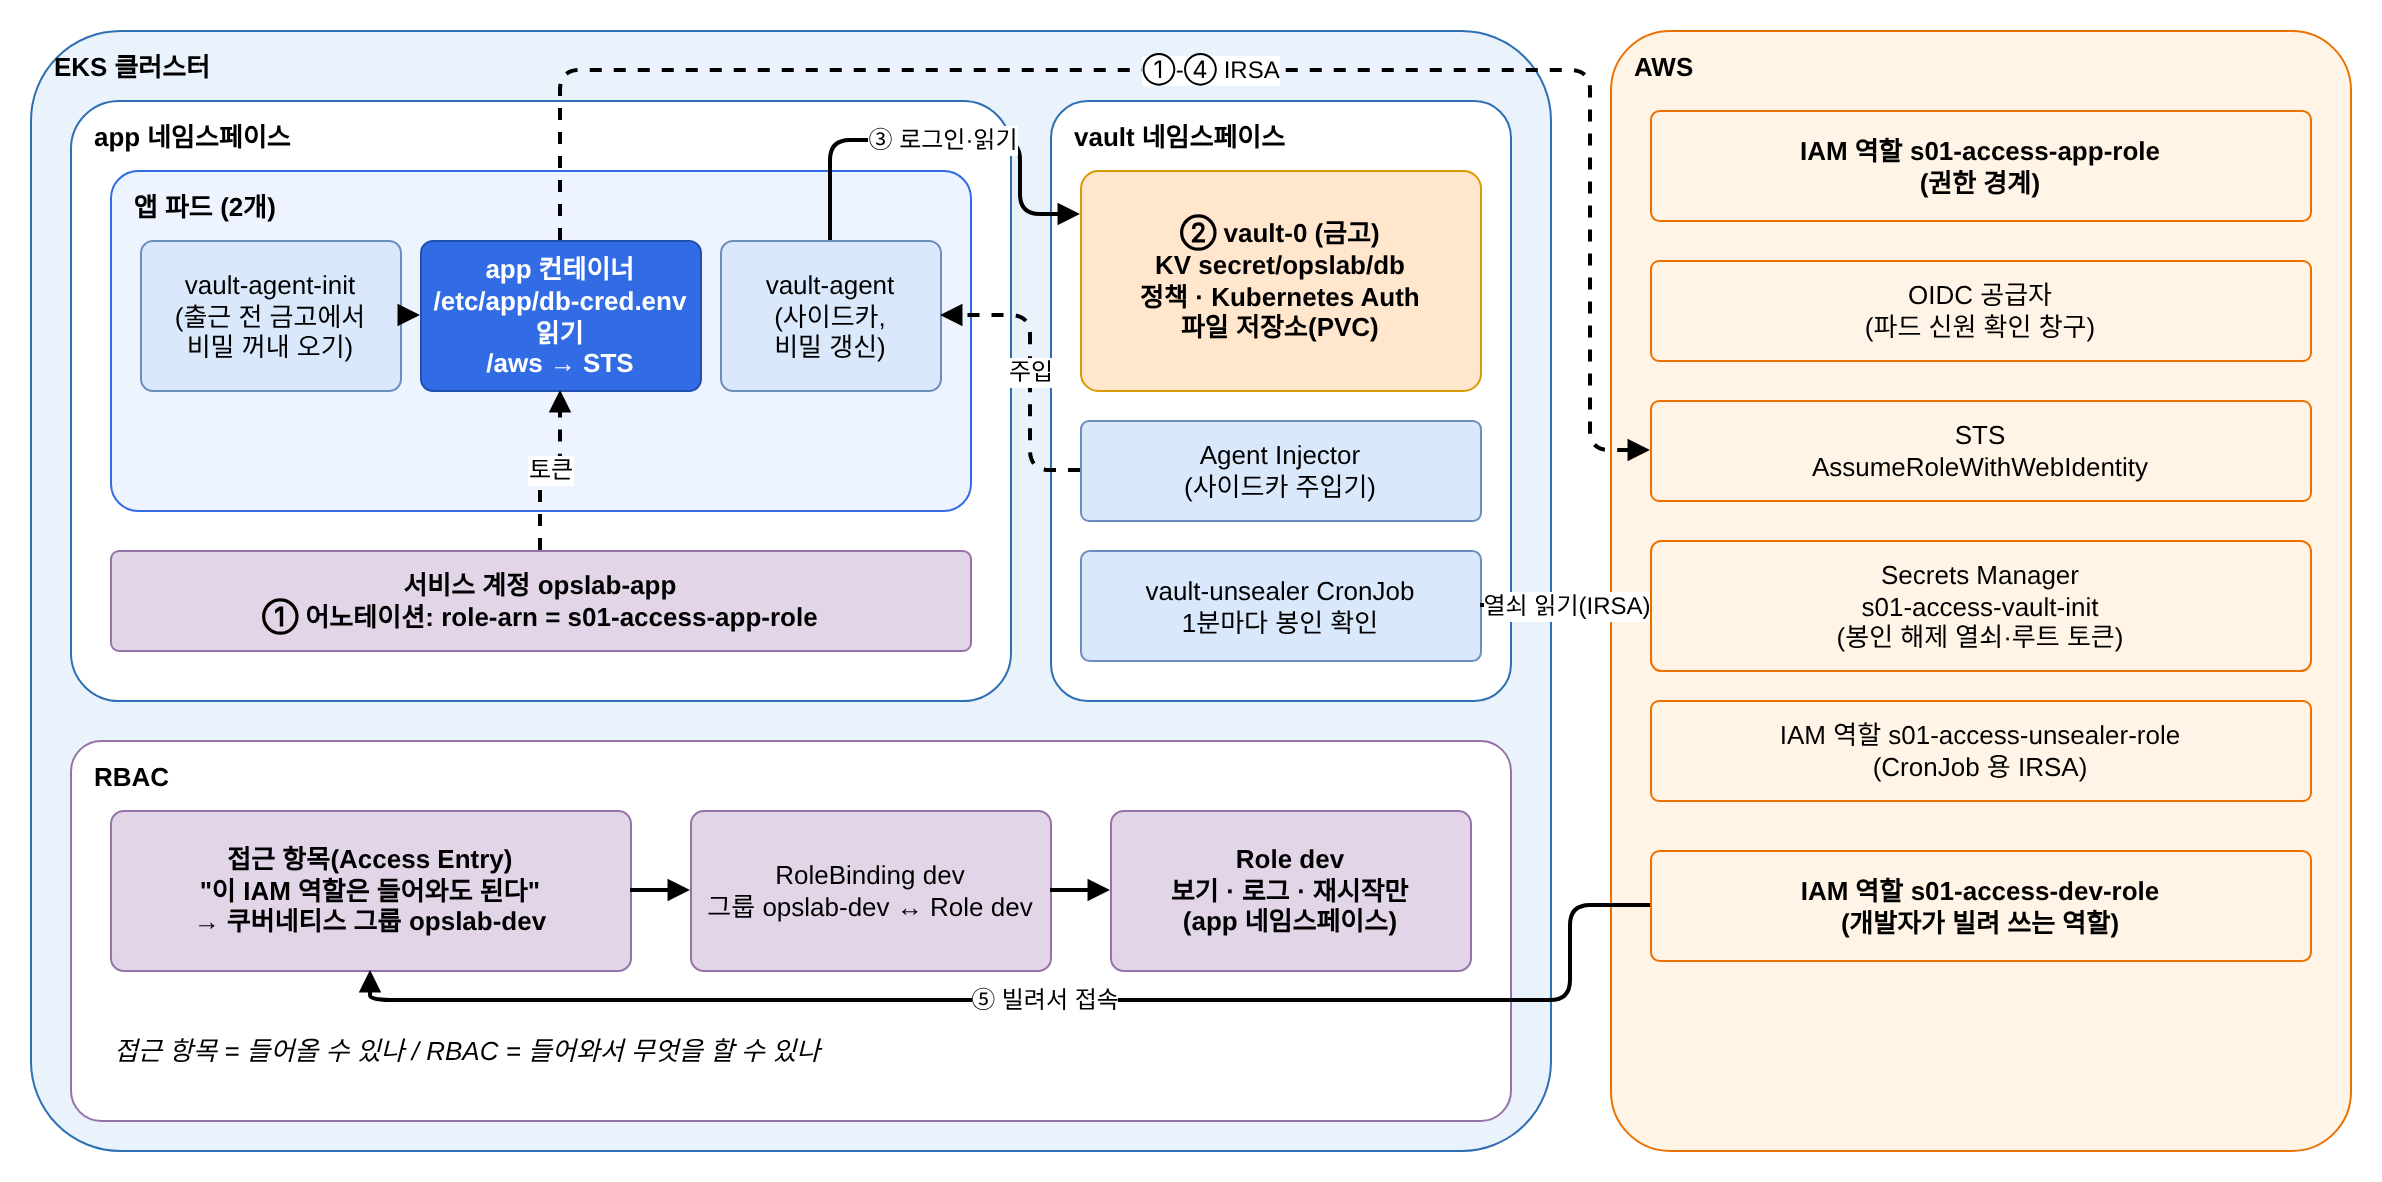 EKS 클러스터
①-④ IRSA
app 네임스페이스
③ 로그인·읽기
앱 파드 (2개)
vault-agent-init
(출근 전 금고에서
비밀 꺼내 오기)
app 컨테이너
/etc/app/db-cred.env
읽기
/aws → STS
vault-agent
(사이드카,
비밀 갱신)
주입
토큰
서비스 계정 opslab-app
① 어노테이션: role-arn = s01-access-app-role
vault 네임스페이스
② vault-0 (금고)
KV secret/opslab/db
정책 · Kubernetes Auth
파일 저장소(PVC)
Agent Injector
(사이드카 주입기)
vault-unsealer CronJob
1분마다 봉인 확인
열쇠 읽기(IRSA)
RBAC
접근 항목(Access Entry)
"이 IAM 역할은 들어와도 된다"
→ 쿠버네티스 그룹 opslab-dev
RoleBinding dev
그룹 opslab-dev ↔ Role dev
Role dev
보기 · 로그 · 재시작만
(app 네임스페이스)
⑤ 빌려서 접속
접근 항목 = 들어올 수 있나 / RBAC = 들어와서 무엇을 할 수 있나
AWS
IAM 역할 s01-access-app-role
(권한 경계)
OIDC 공급자
(파드 신원 확인 창구)
STS
AssumeRoleWithWebIdentity
Secrets Manager
s01-access-vault-init
(봉인 해제 열쇠·루트 토큰)
IAM 역할 s01-access-unsealer-role
(CronJob 용 IRSA)
IAM 역할 s01-access-dev-role
(개발자가 빌려 쓰는 역할)